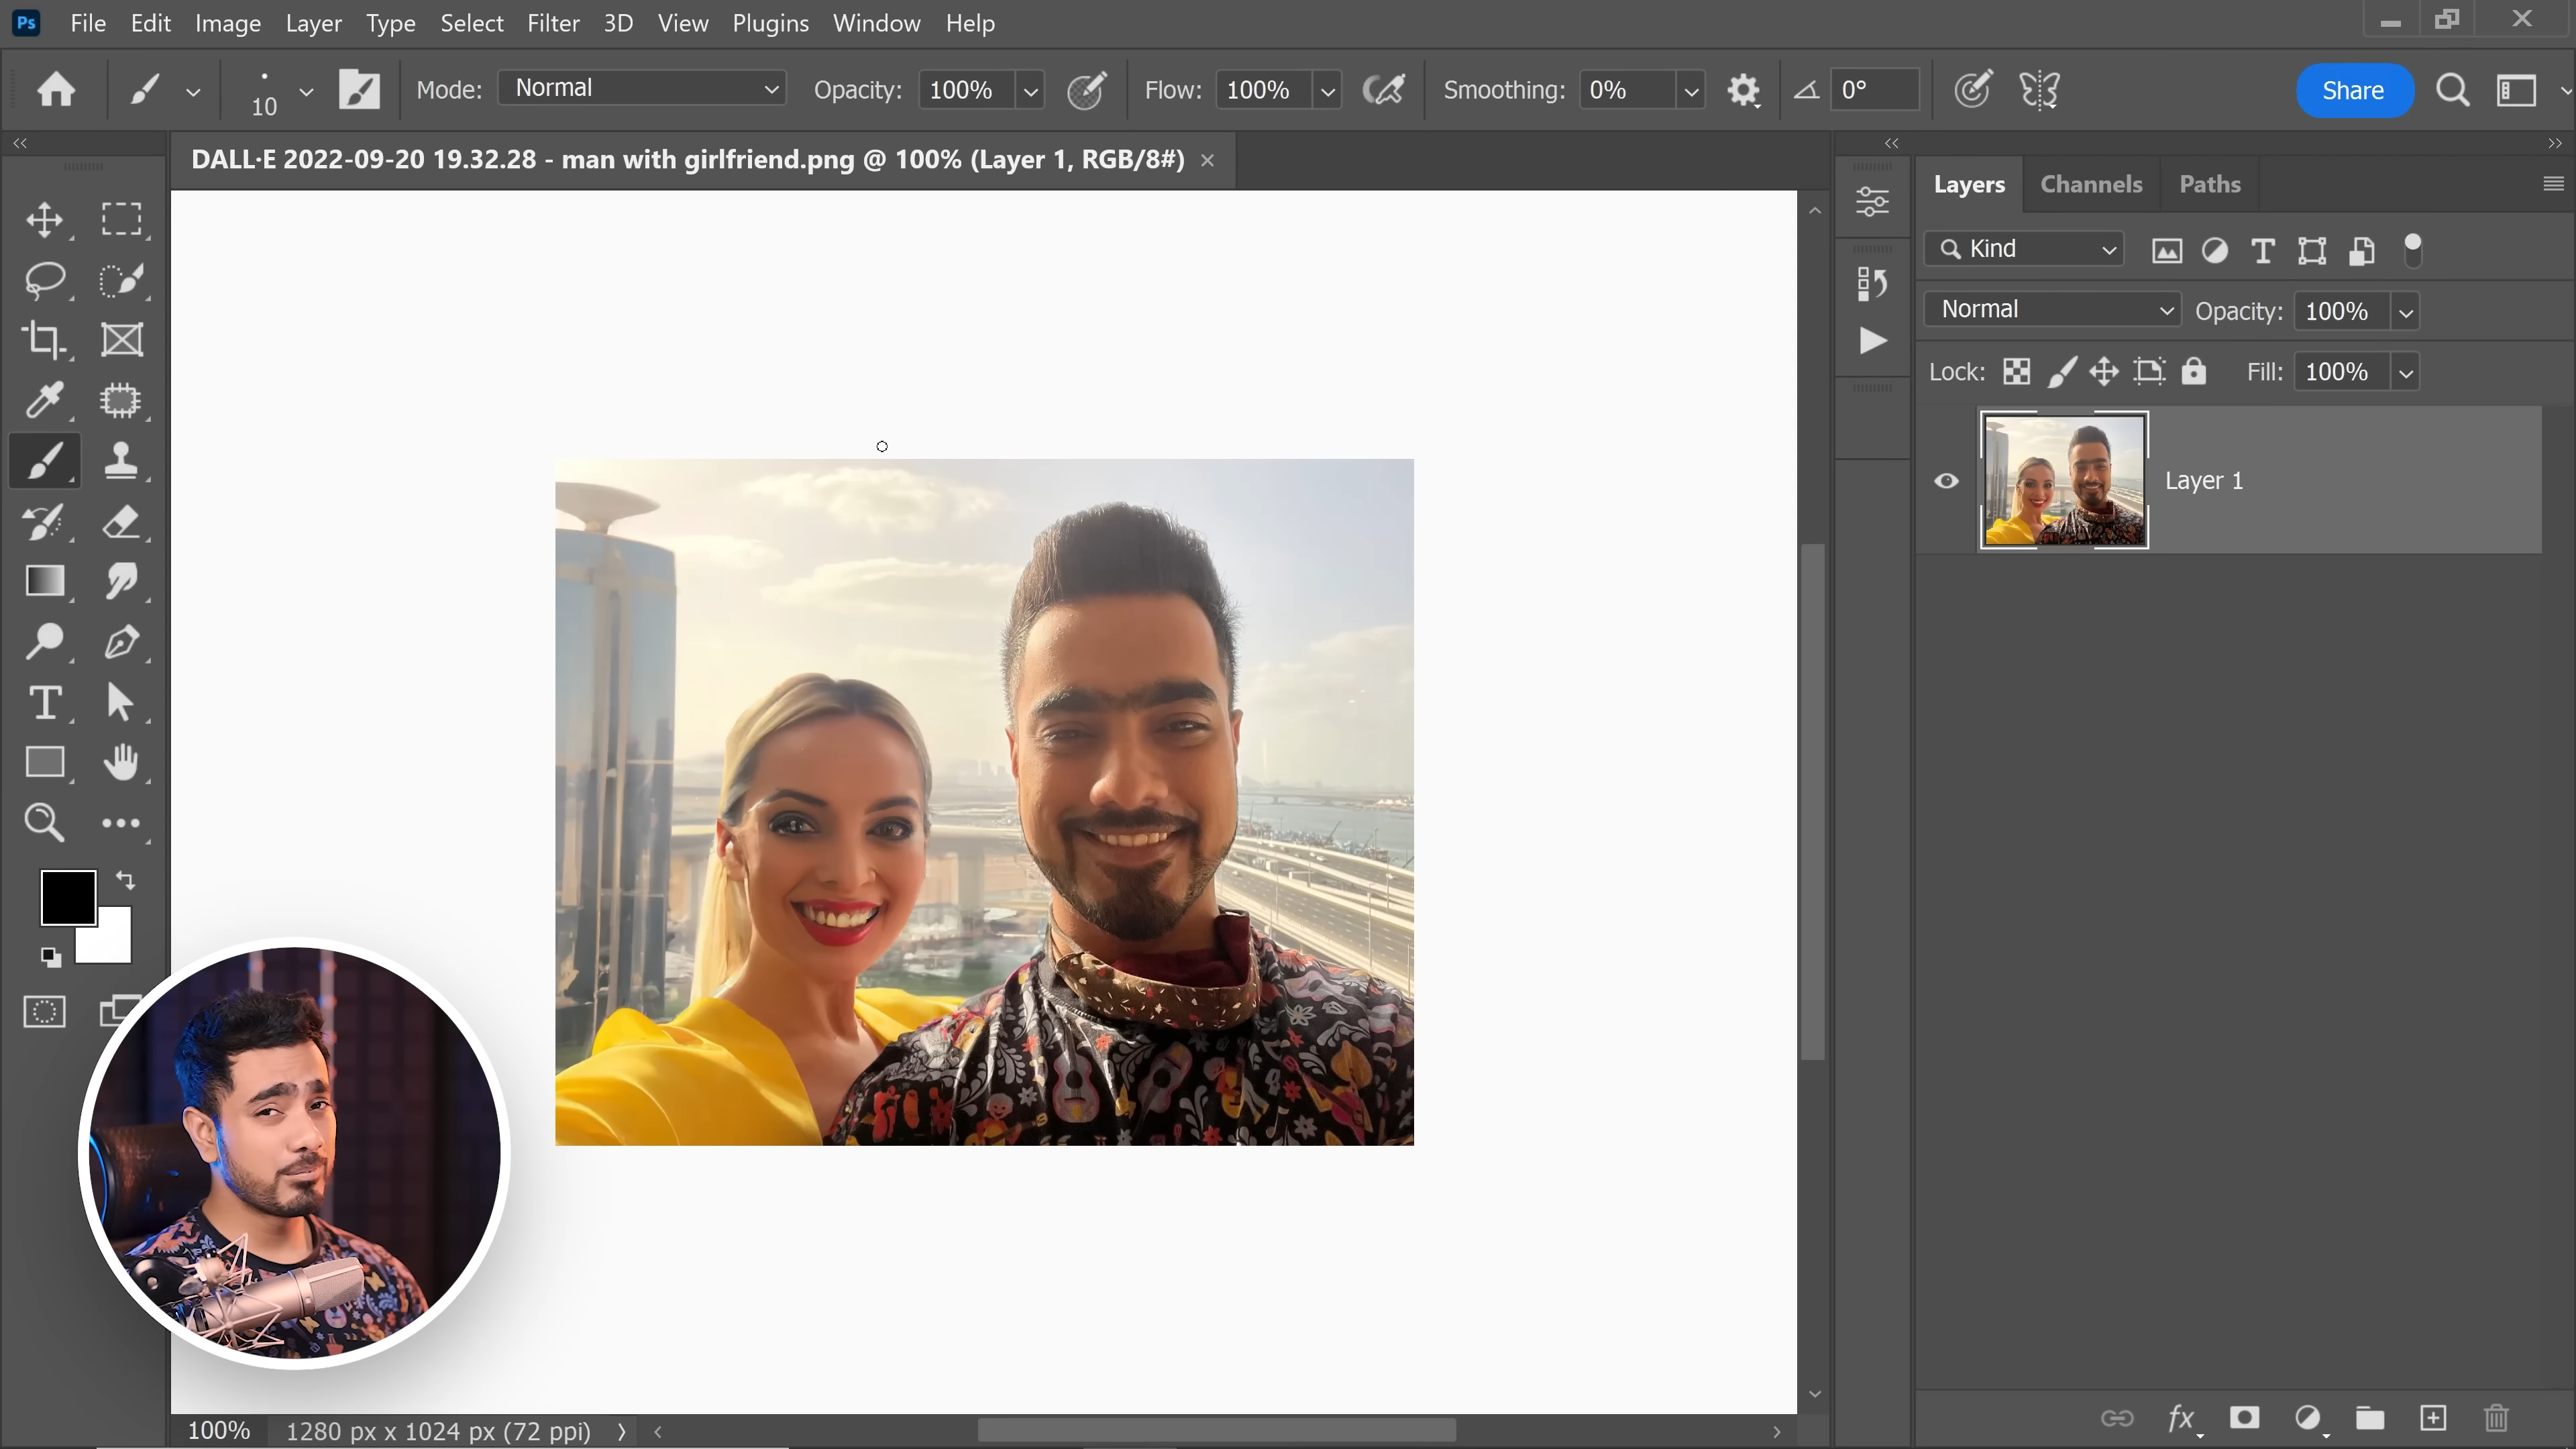 Ps File Edit Image Layer Type Select Filter 3D View Plugins Window Help
10 Mode: Normal Opacity: 100% Flow: 100% Smoothing: 0% 0° Share
DALL·E 2022-09-20 19.32.28 - man with girlfriend.png @ 100% (Layer 1, RGB/8#) ×
Layers Channels Paths
Kind
Normal Opacity: 100%
Lock: Fill: 100%
Layer 1
fx
100% 1280 px x 1024 px (72 ppi)